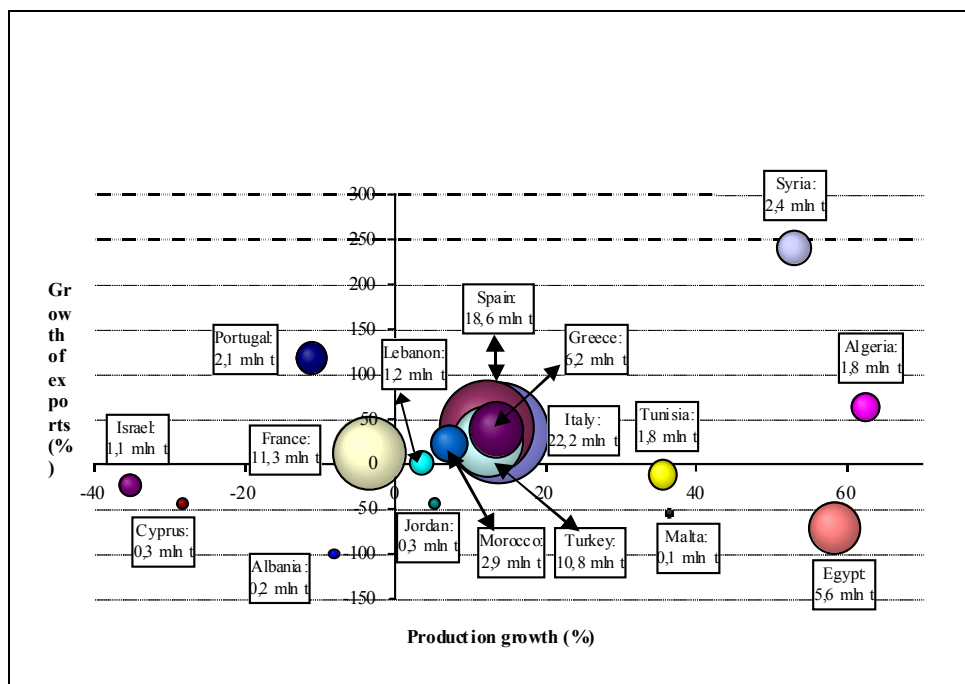 Syria:
2,4 mln t
300
250
200
150
100
50
0
-50
-100
-150
Spain:
18,6 mln t
Greece:
6,2 mln t
Portugal:
2,1 mln t
Lebanon:
1,2 mln t
Algeria:
1,8 mln t
Gr
ow
th of
ex
po
rts
(%
)
Israel:
1,1 mln t
France:
11,3 mln t
Italy:
22,2 mln t
Tunisia:
1,8 mln t
-40
-20
0
20
40
60
Cyprus:
0,3 mln t
Albania:
0,2 mln t
Jordan:
0,3 mln t
Morocco:
2,9 mln t
Turkey:
10,8 mln t
Malta:
0,1 mln t
Egypt:
5,6 mln t
Production growth (%)